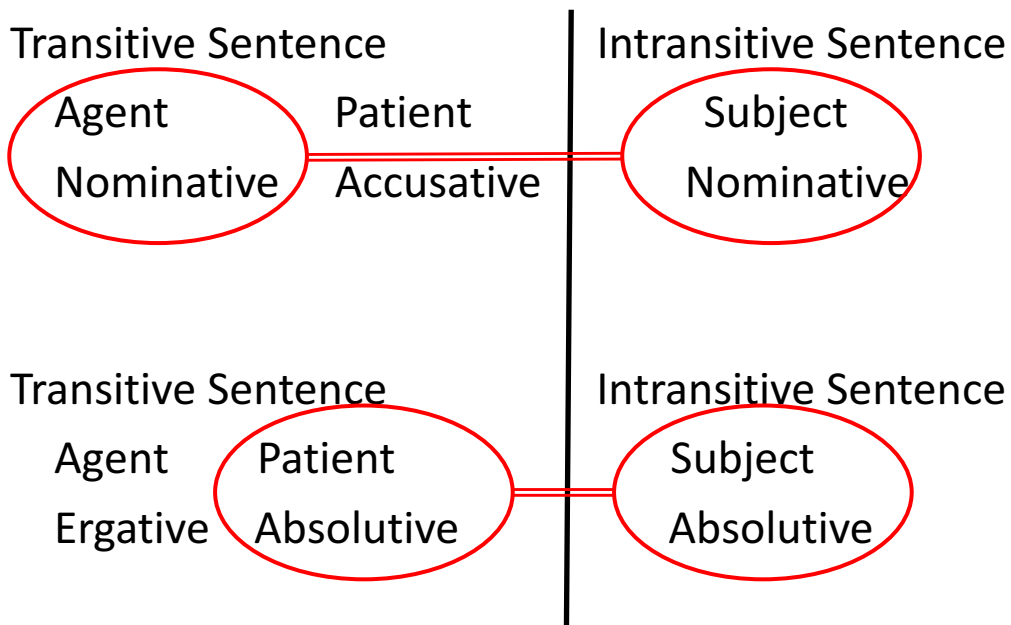 Transitive Sentence Intransitive Sentence
Agent Patient Subject
Nominative Accusative Nominative
Transitive Sentence Intransitive Sentence
Agent Patient Subject
Ergative Absolutive Absolutive